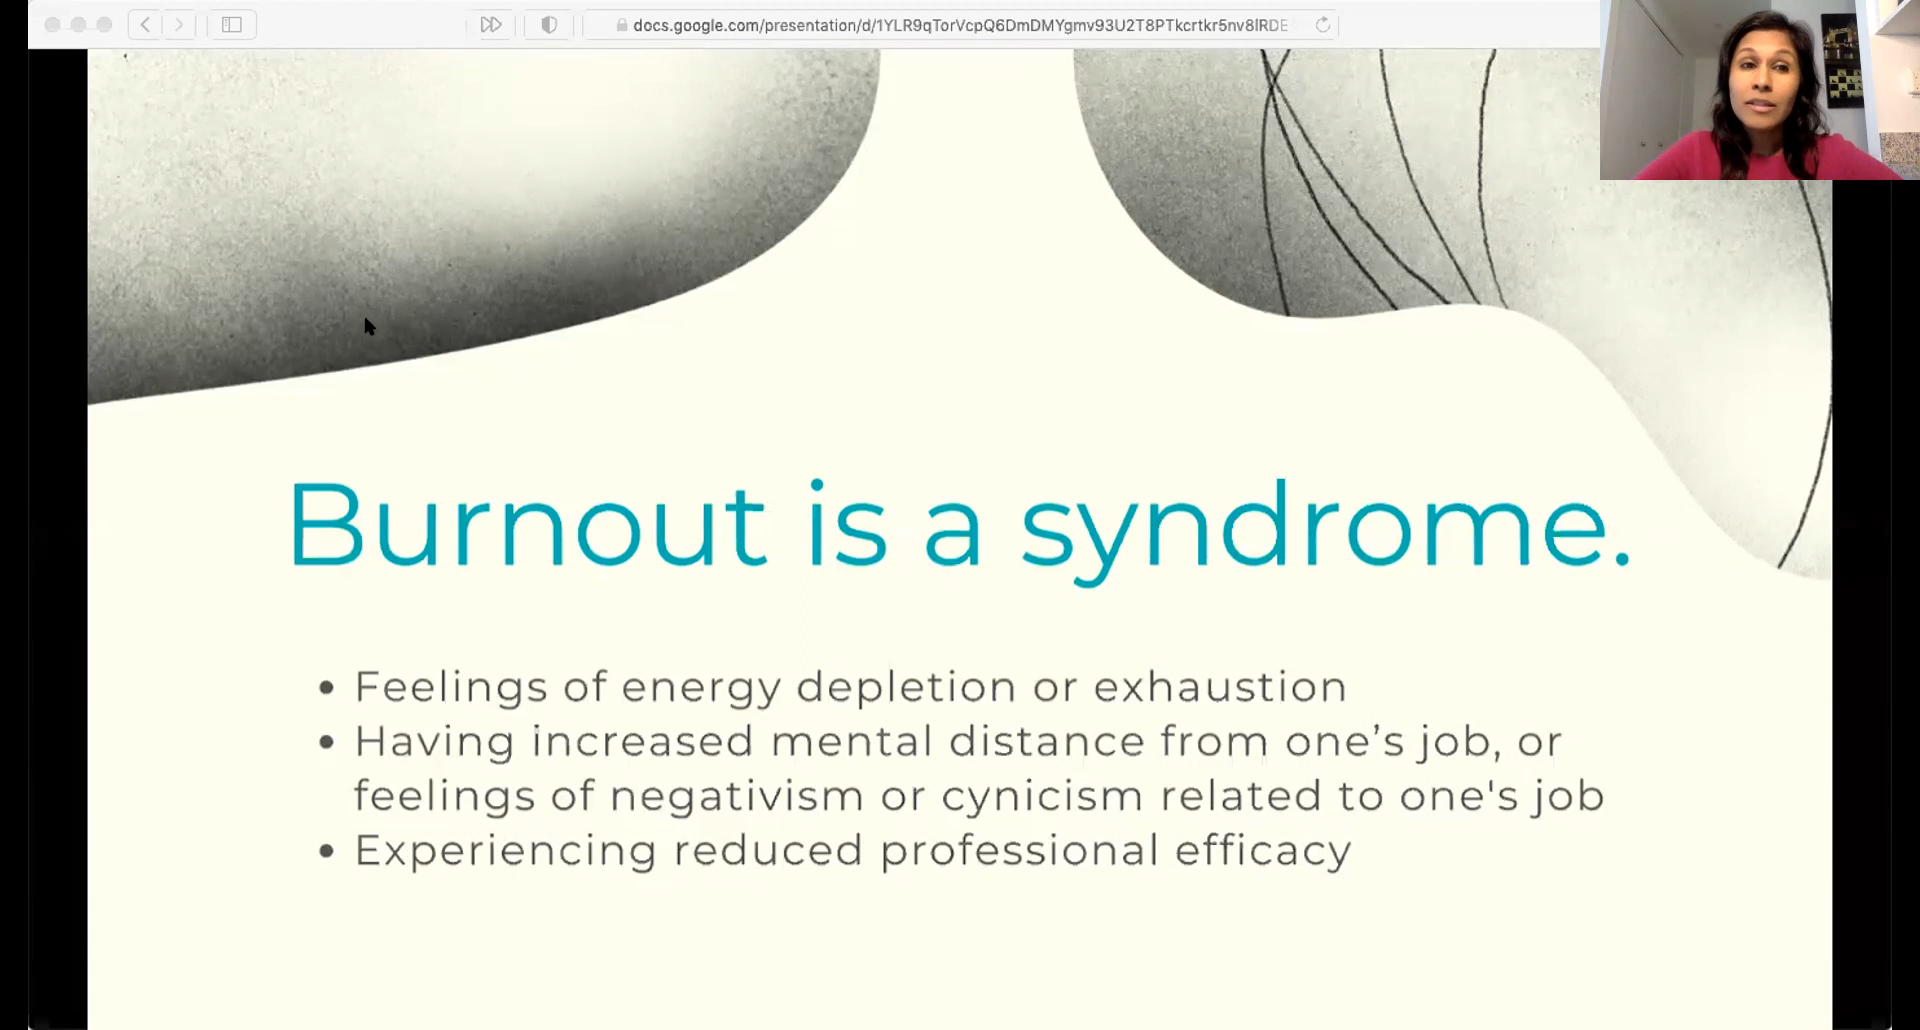 docs.google.com/presentation/d/1YLR9qTorVcpQ6DmDMYgmv93U2T8PTkcrtkr5nv8lRDE
Burnout is a syndrome.
• Feelings of energy depletion or exhaustion
• Having increased mental distance from one’s job, or
feelings of negativism or cynicism related to one's job
• Experiencing reduced professional efficacy